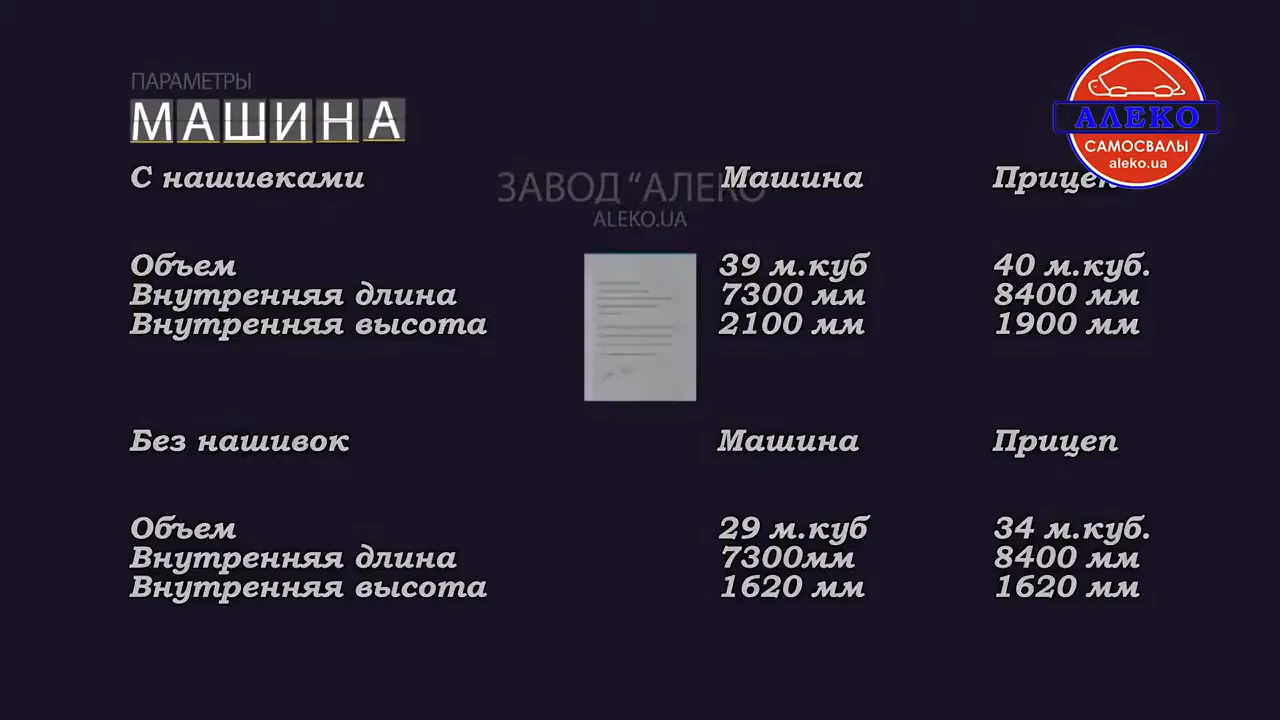 ПАРАМЕТРЫ
МАШИНА
АЛЕКО
САМОСВАЛЫ
aleko.ua
С нашивками Машина Прицеп
ЗАВОД “АЛЕКО
ALEKO.UA
Объем 39 м.куб 40 м.куб.
Внутренняя длина 7300 мм 8400 мм
Внутренняя высота 2100 мм 1900 мм
Без нашивок Машина Прицеп
Объем 29 м.куб 34 м.куб.
Внутренняя длина 7300мм 8400 мм
Внутренняя высота 1620 мм 1620 мм